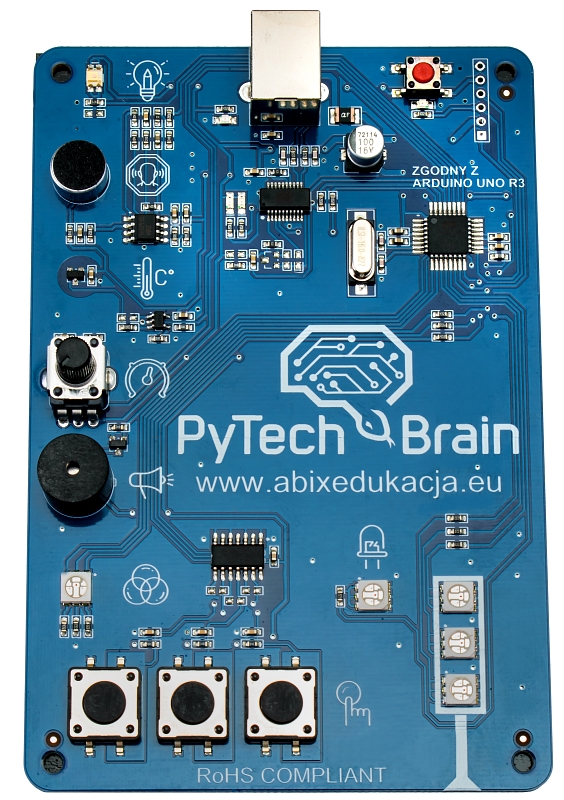 72114
100
16V
ZGODNY Z
ARDUINO UNO R3
C°
PyTech Brain
www.abixedukacja.eu
RoHS COMPLIANT